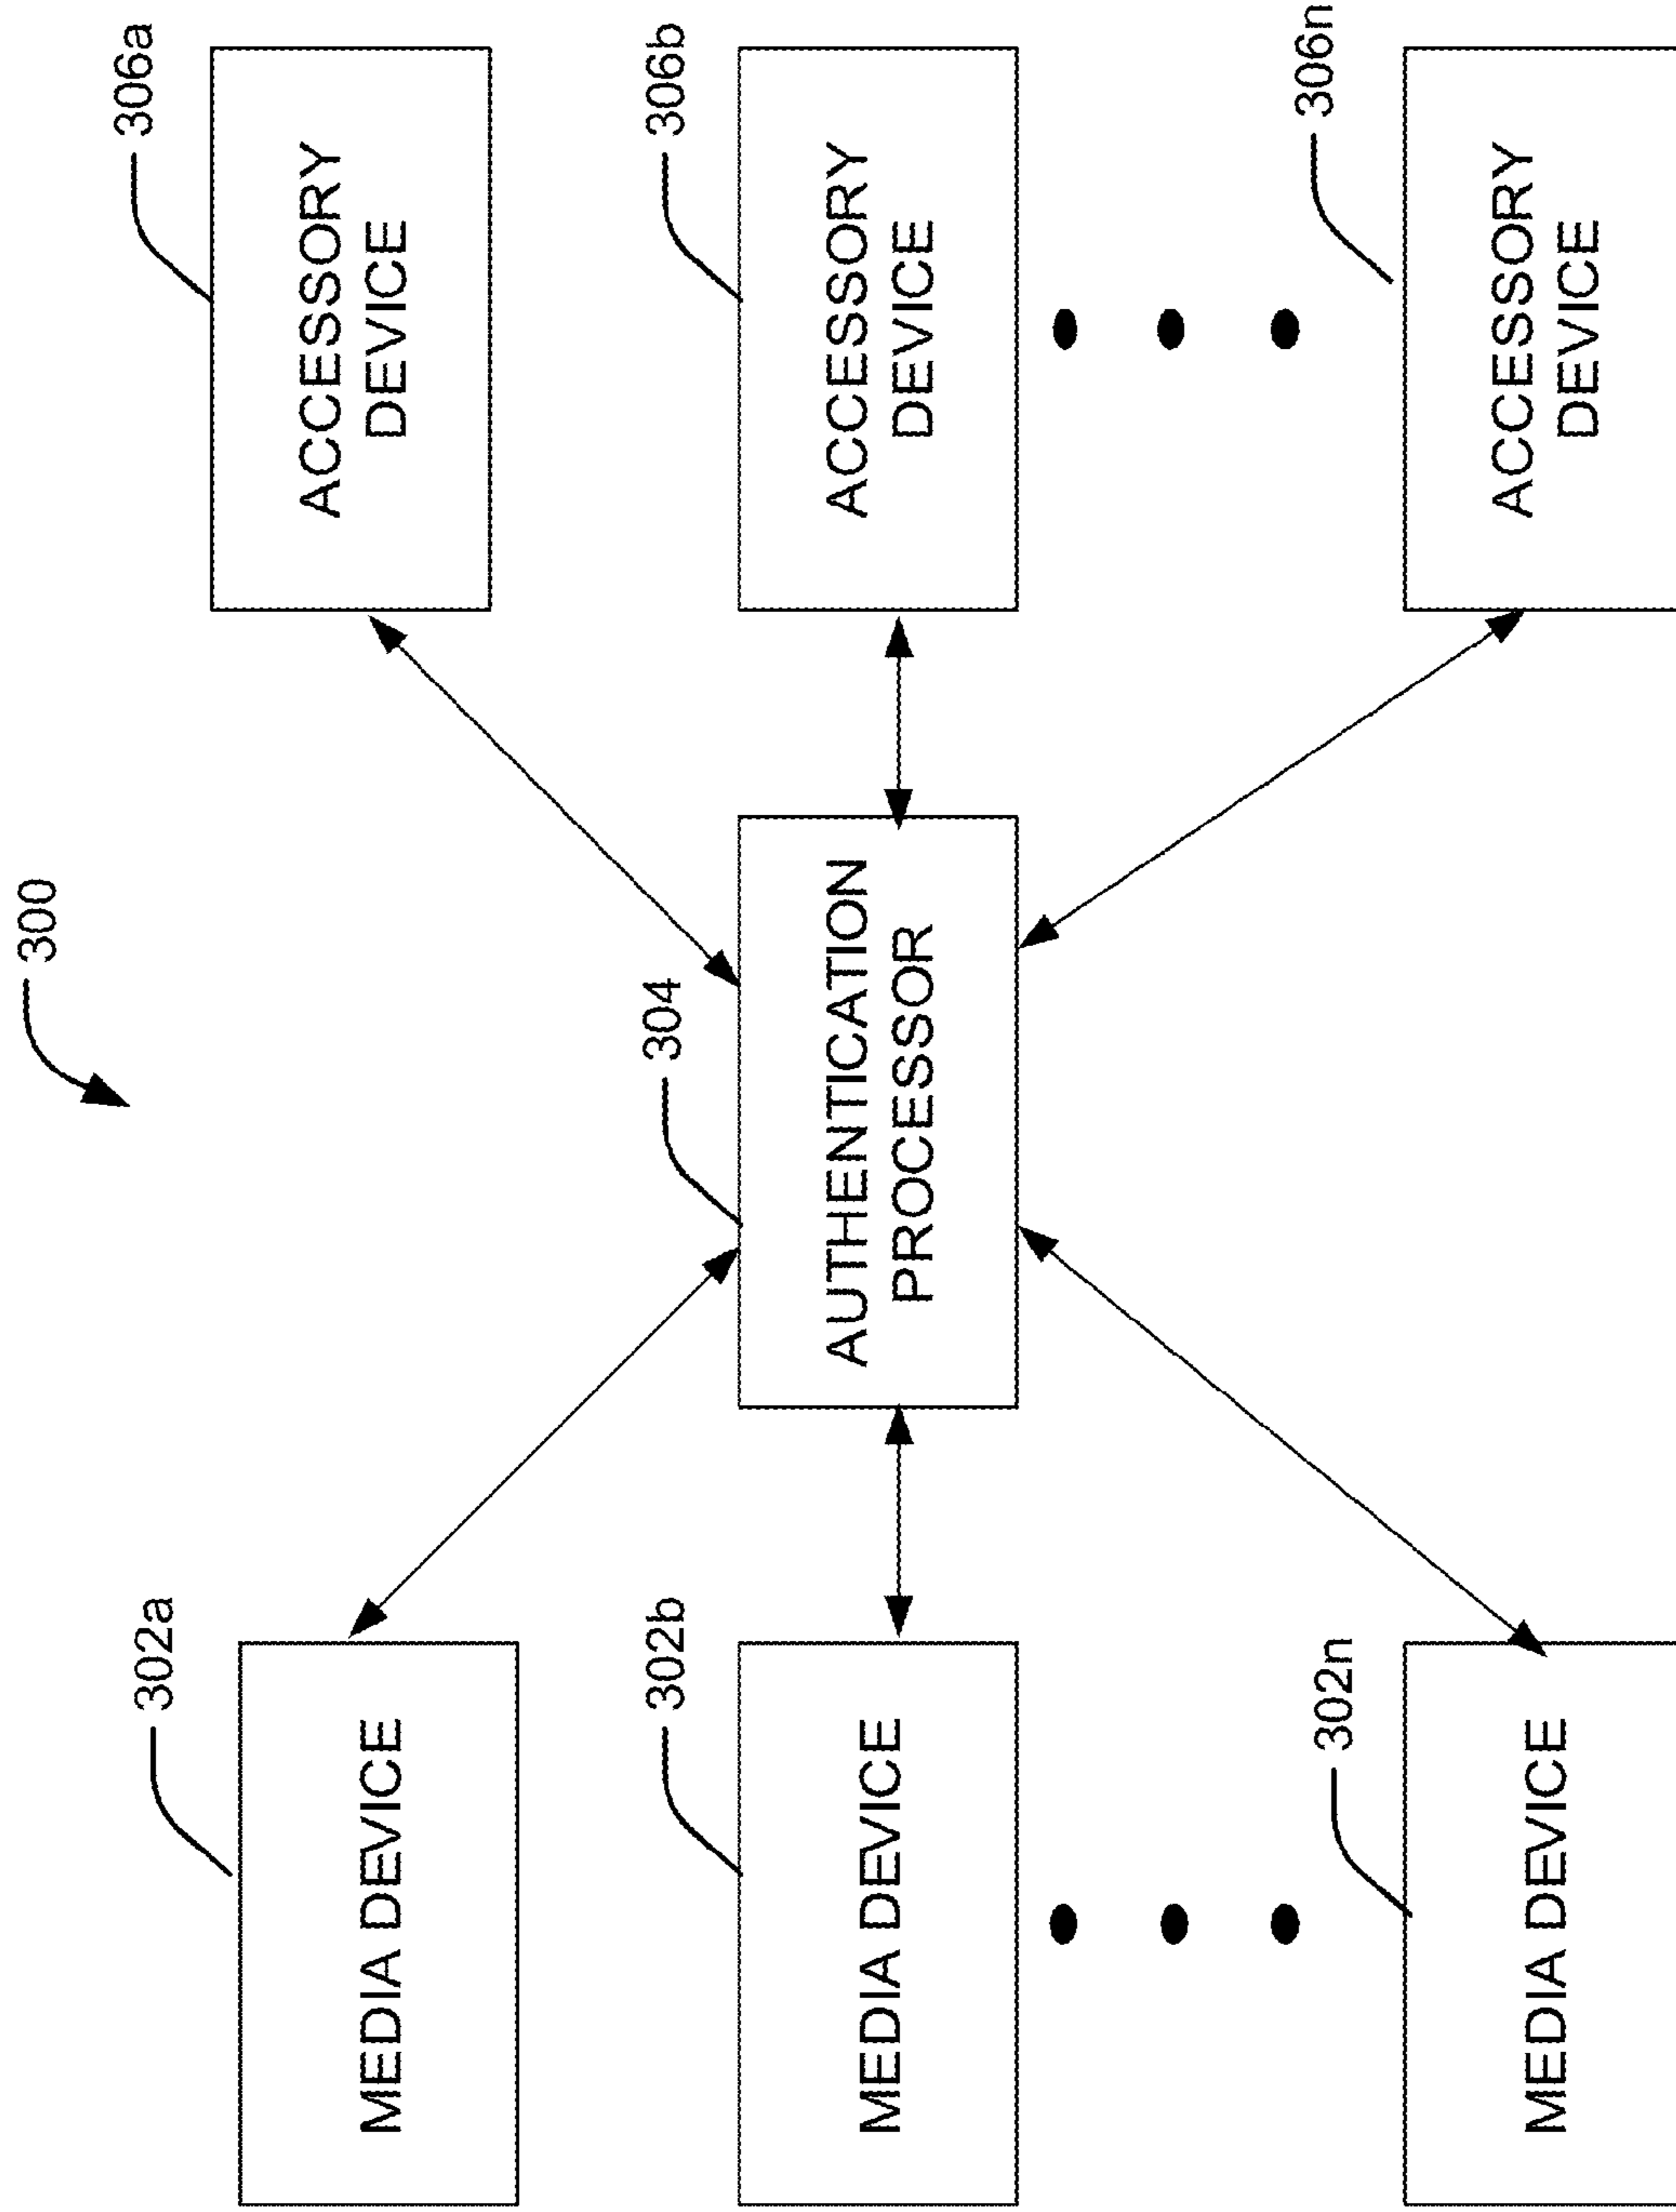 300
302a
MEDIA DEVICE
306a
ACCESSORY
DEVICE
302b
MEDIA DEVICE
304
AUTHENTICATION
PROCESSOR
306b
ACCESSORY
DEVICE
302n
MEDIA DEVICE
306n
ACCESSORY
DEVICE